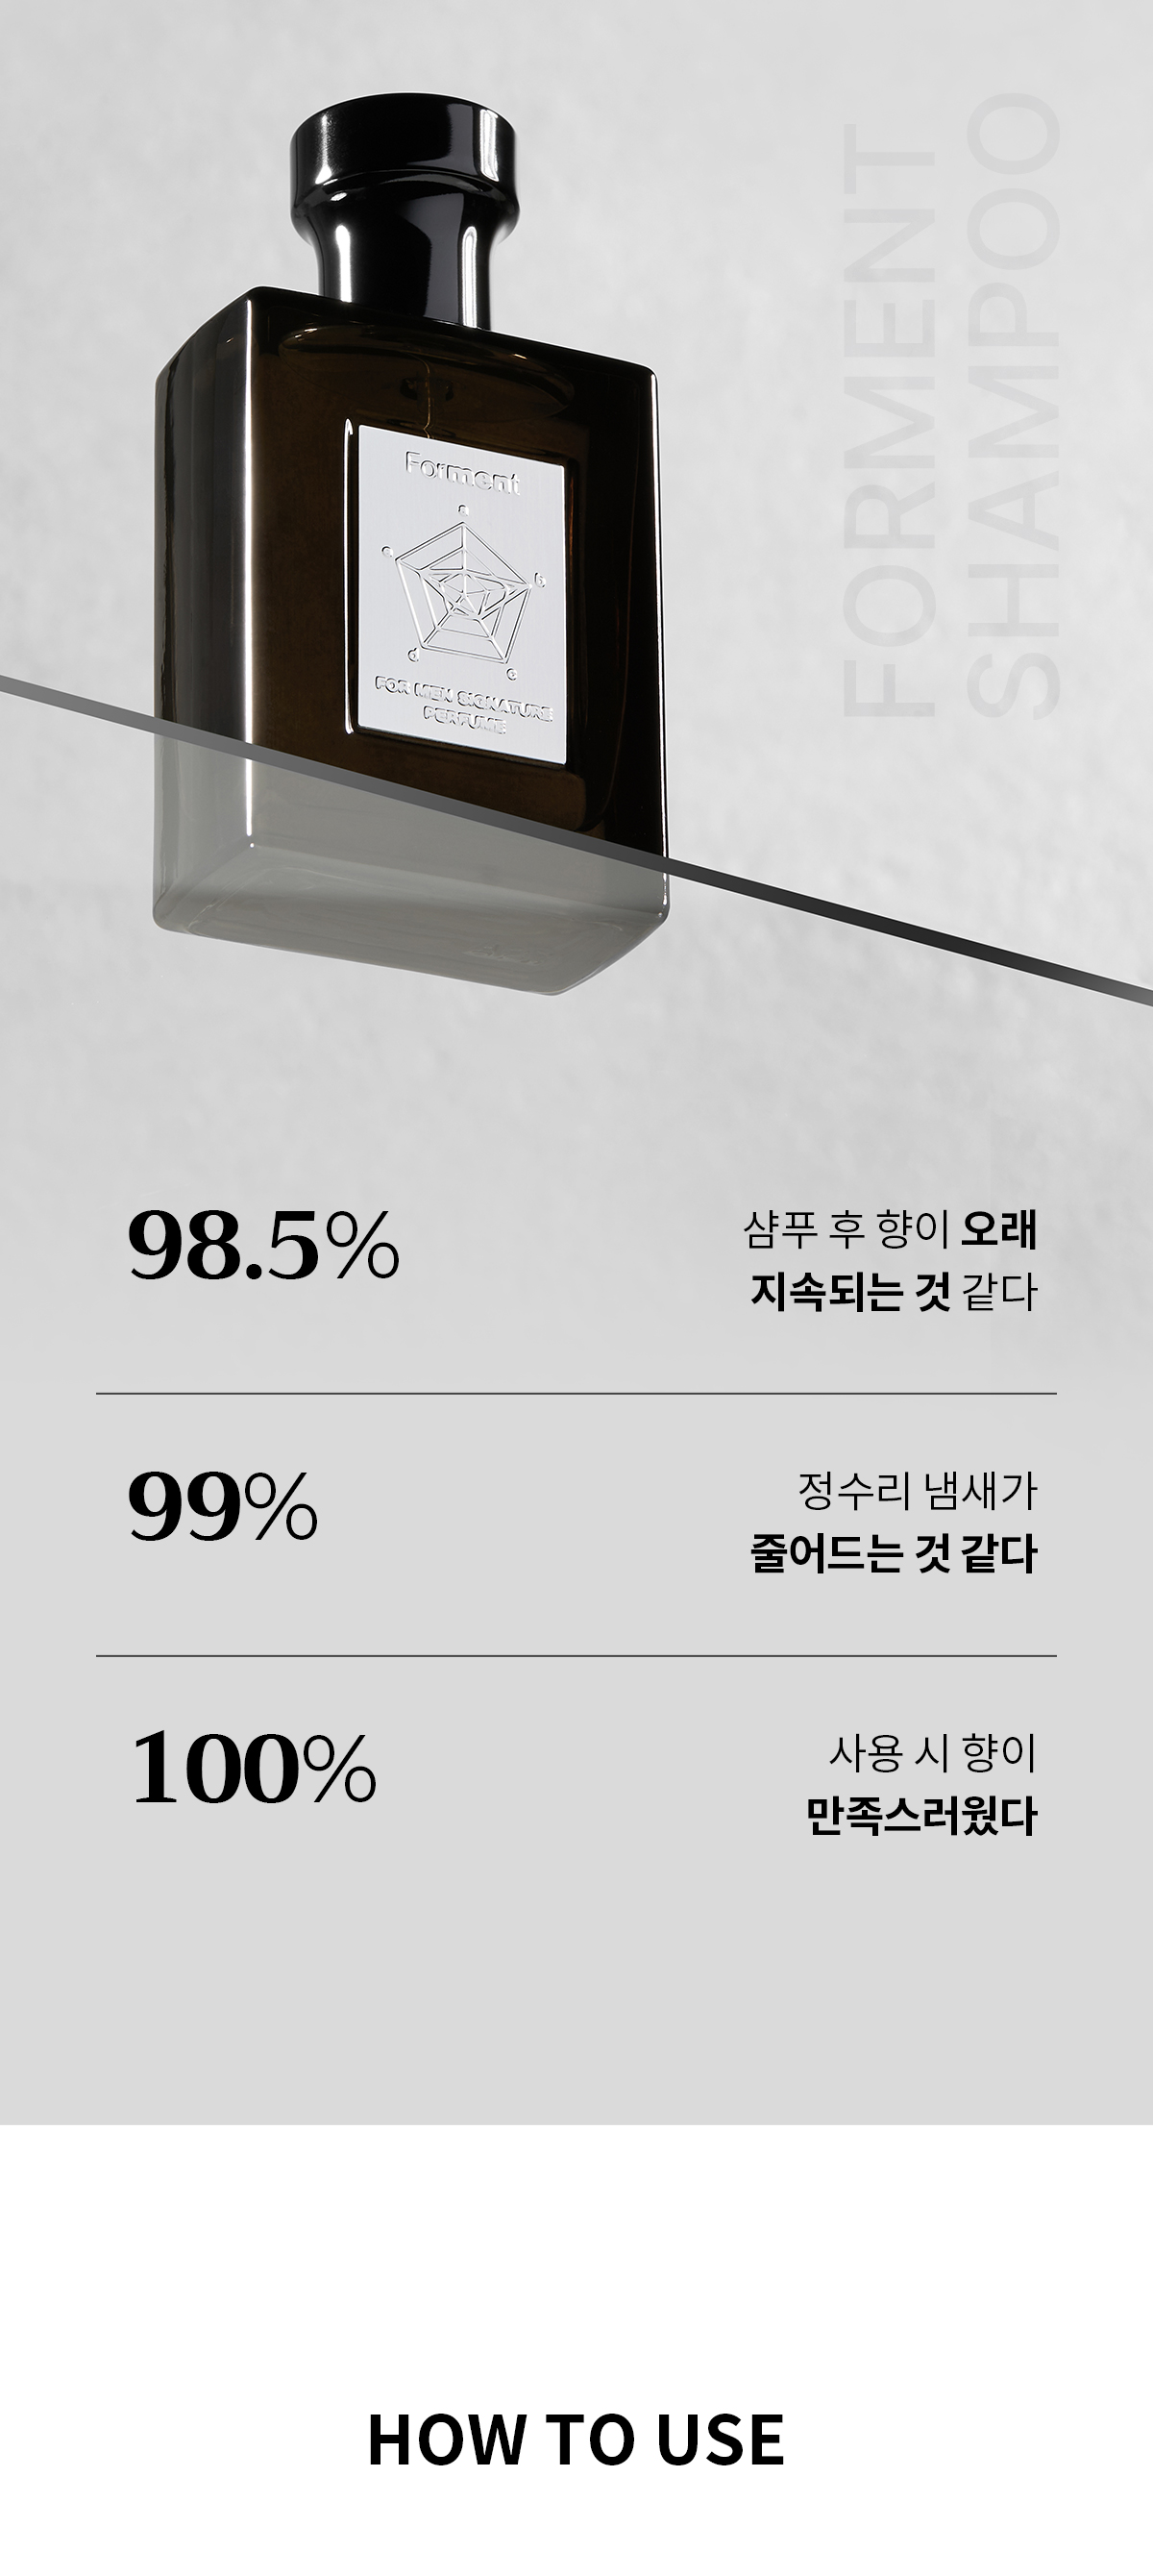 FORMENT
SHAMPOO
Forment
a
e
b
d
c
FOR MEN SIGNATURE
PERFUME
98.5%
샴푸 후 향이 오래
지속되는 것 같다
99%
정수리 냄새가
줄어드는 것 같다
100%
사용 시 향이
만족스러웠다
HOW TO USE